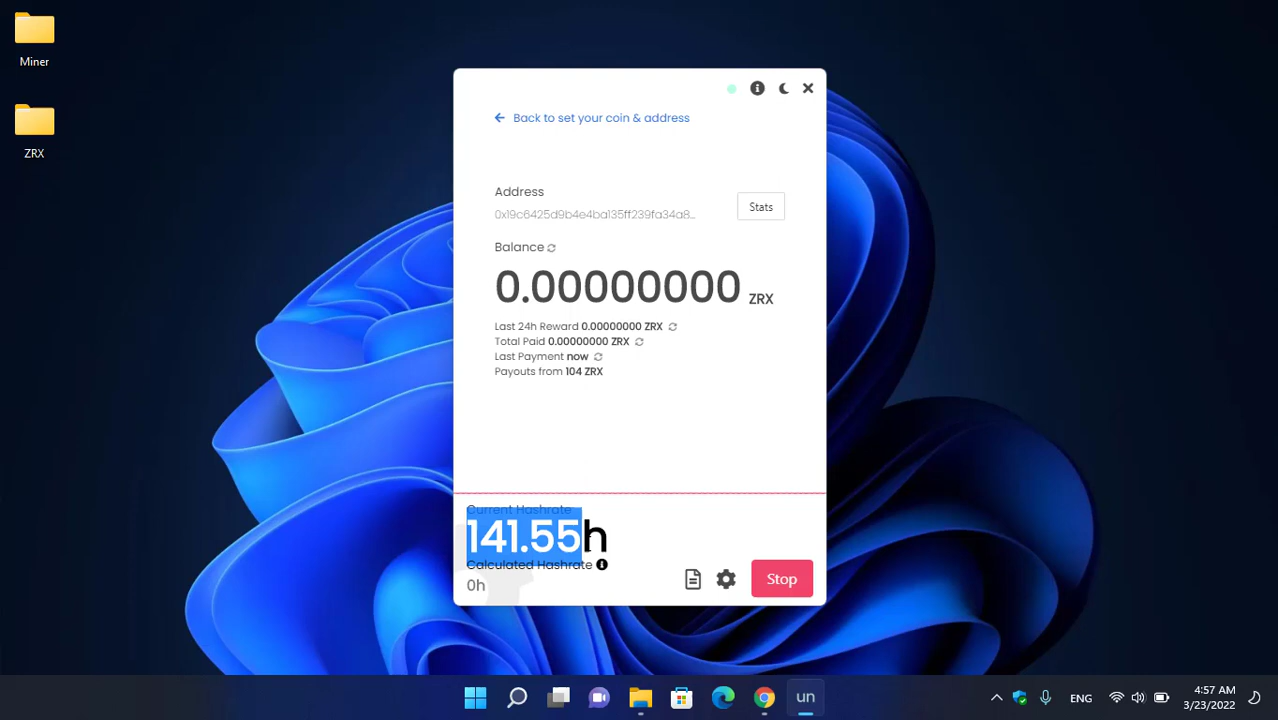 Miner
ZRX
Back to set your coin & address
Address
0x19c6425d9b4e4ba135ff239fa34a8...
Stats
Balance
0.00000000 ZRX
Last 24h Reward 0.00000000 ZRX
Total Paid 0.00000000 ZRX
Last Payment now
Payouts from 104 ZRX
Current Hashrate
141.55h
Calculated Hashrate
0h
Stop
un
ENG
4:57 AM
3/23/2022